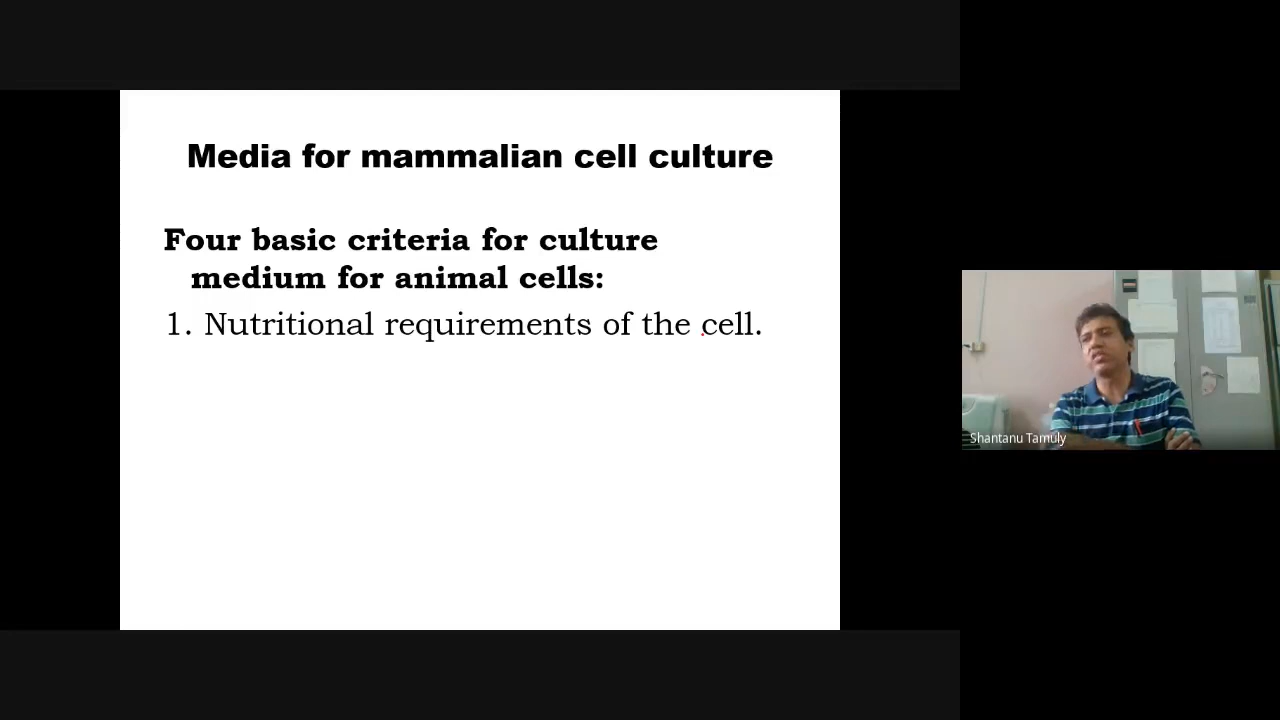 Media for mammalian cell culture
Four basic criteria for culture
medium for animal cells:
1. Nutritional requirements of the cell.
Shantanu Tamuly